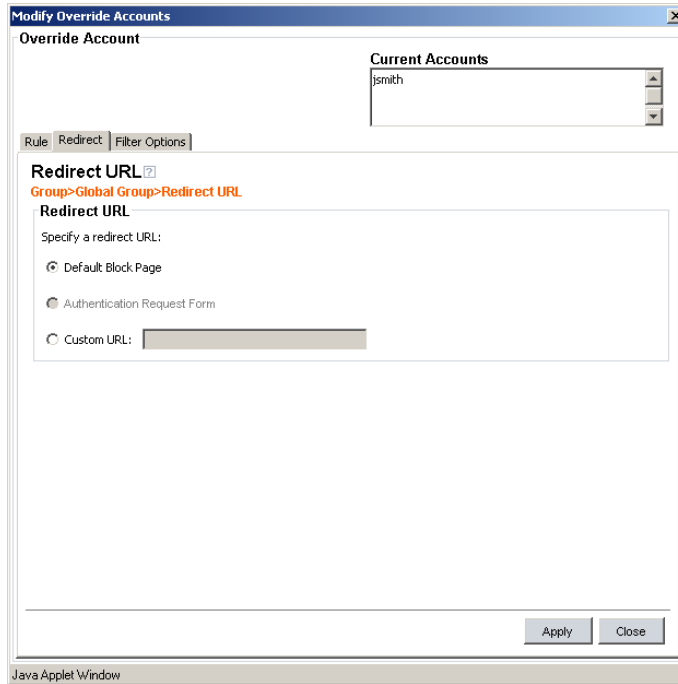 Modify Override Accounts
Override Account
Current Accounts
jsmith
Rule Redirect Filter Options
Redirect URL ?
Group>Global Group>Redirect URL
Redirect URL
Specify a redirect URL:
Default Block Page
Authentication Request Form
Custom URL:
Apply Close
Java Applet Window